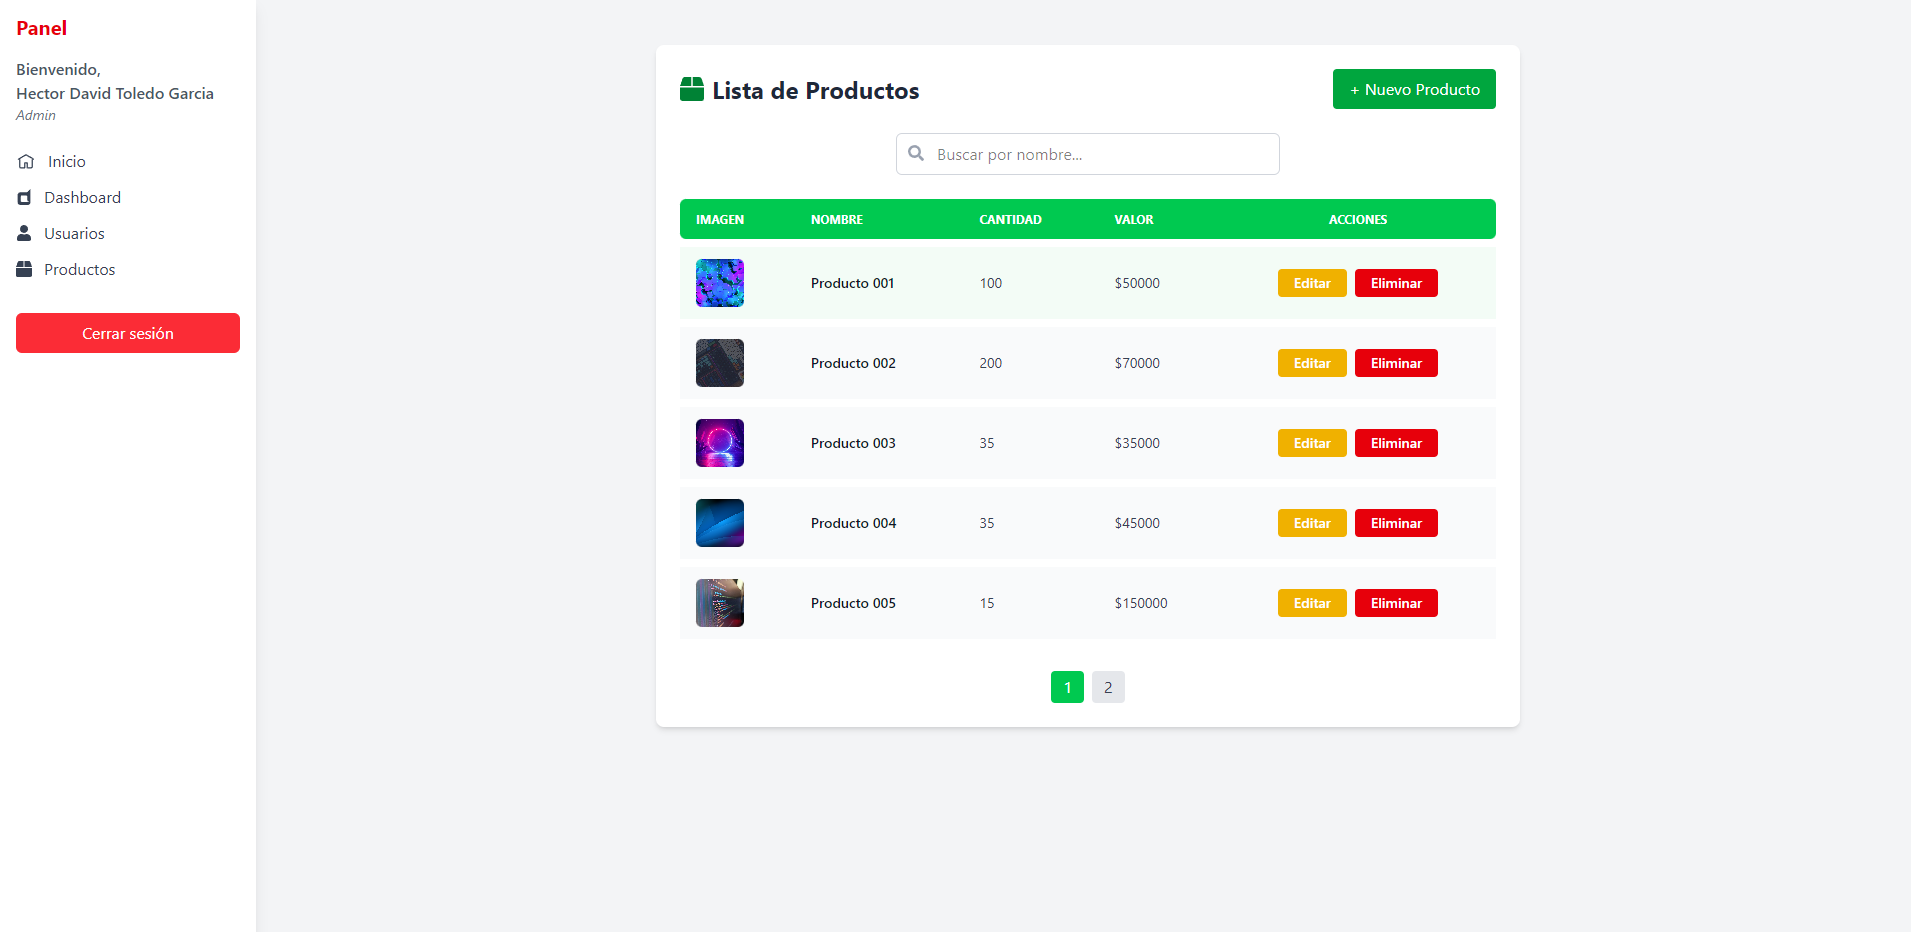 Panel
Bienvenido,
Hector David Toledo Garcia
Admin
Inicio
Dashboard
Usuarios
Productos
Cerrar sesión
Lista de Productos
+ Nuevo Producto
Buscar por nombre...
IMAGEN NOMBRE CANTIDAD VALOR ACCIONES
Producto 001 100 $50000 Editar Eliminar
Producto 002 200 $70000 Editar Eliminar
Producto 003 35 $35000 Editar Eliminar
Producto 004 35 $45000 Editar Eliminar
Producto 005 15 $150000 Editar Eliminar
1 2